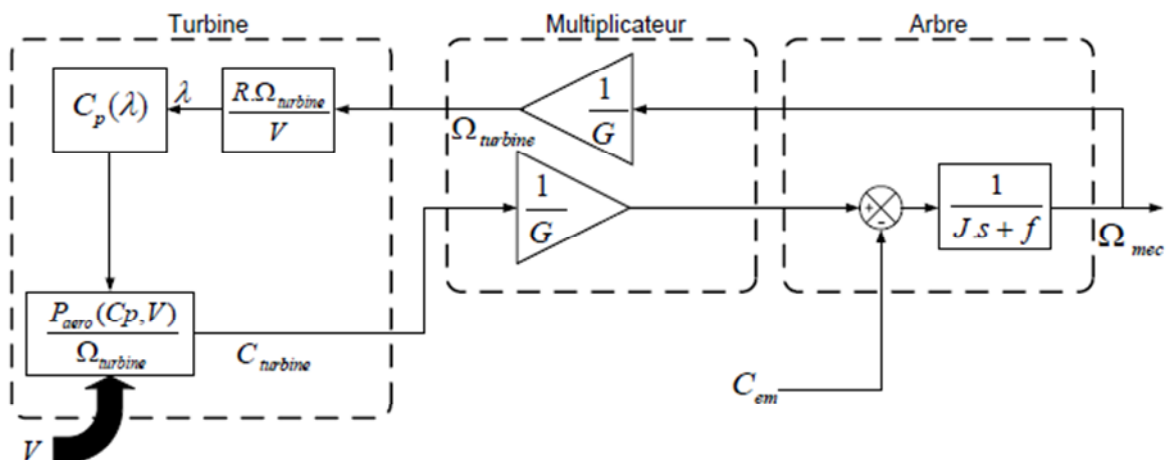 Turbine
Multiplicateur
Arbre
C_p(λ)
λ
R.Ω_turbine
V
Ω_turbine
1
G
1
G
+
-
1
J.s + f
Ω_mec
P_aero(Cp,V)
Ω_turbine
C_turbine
C_em
V